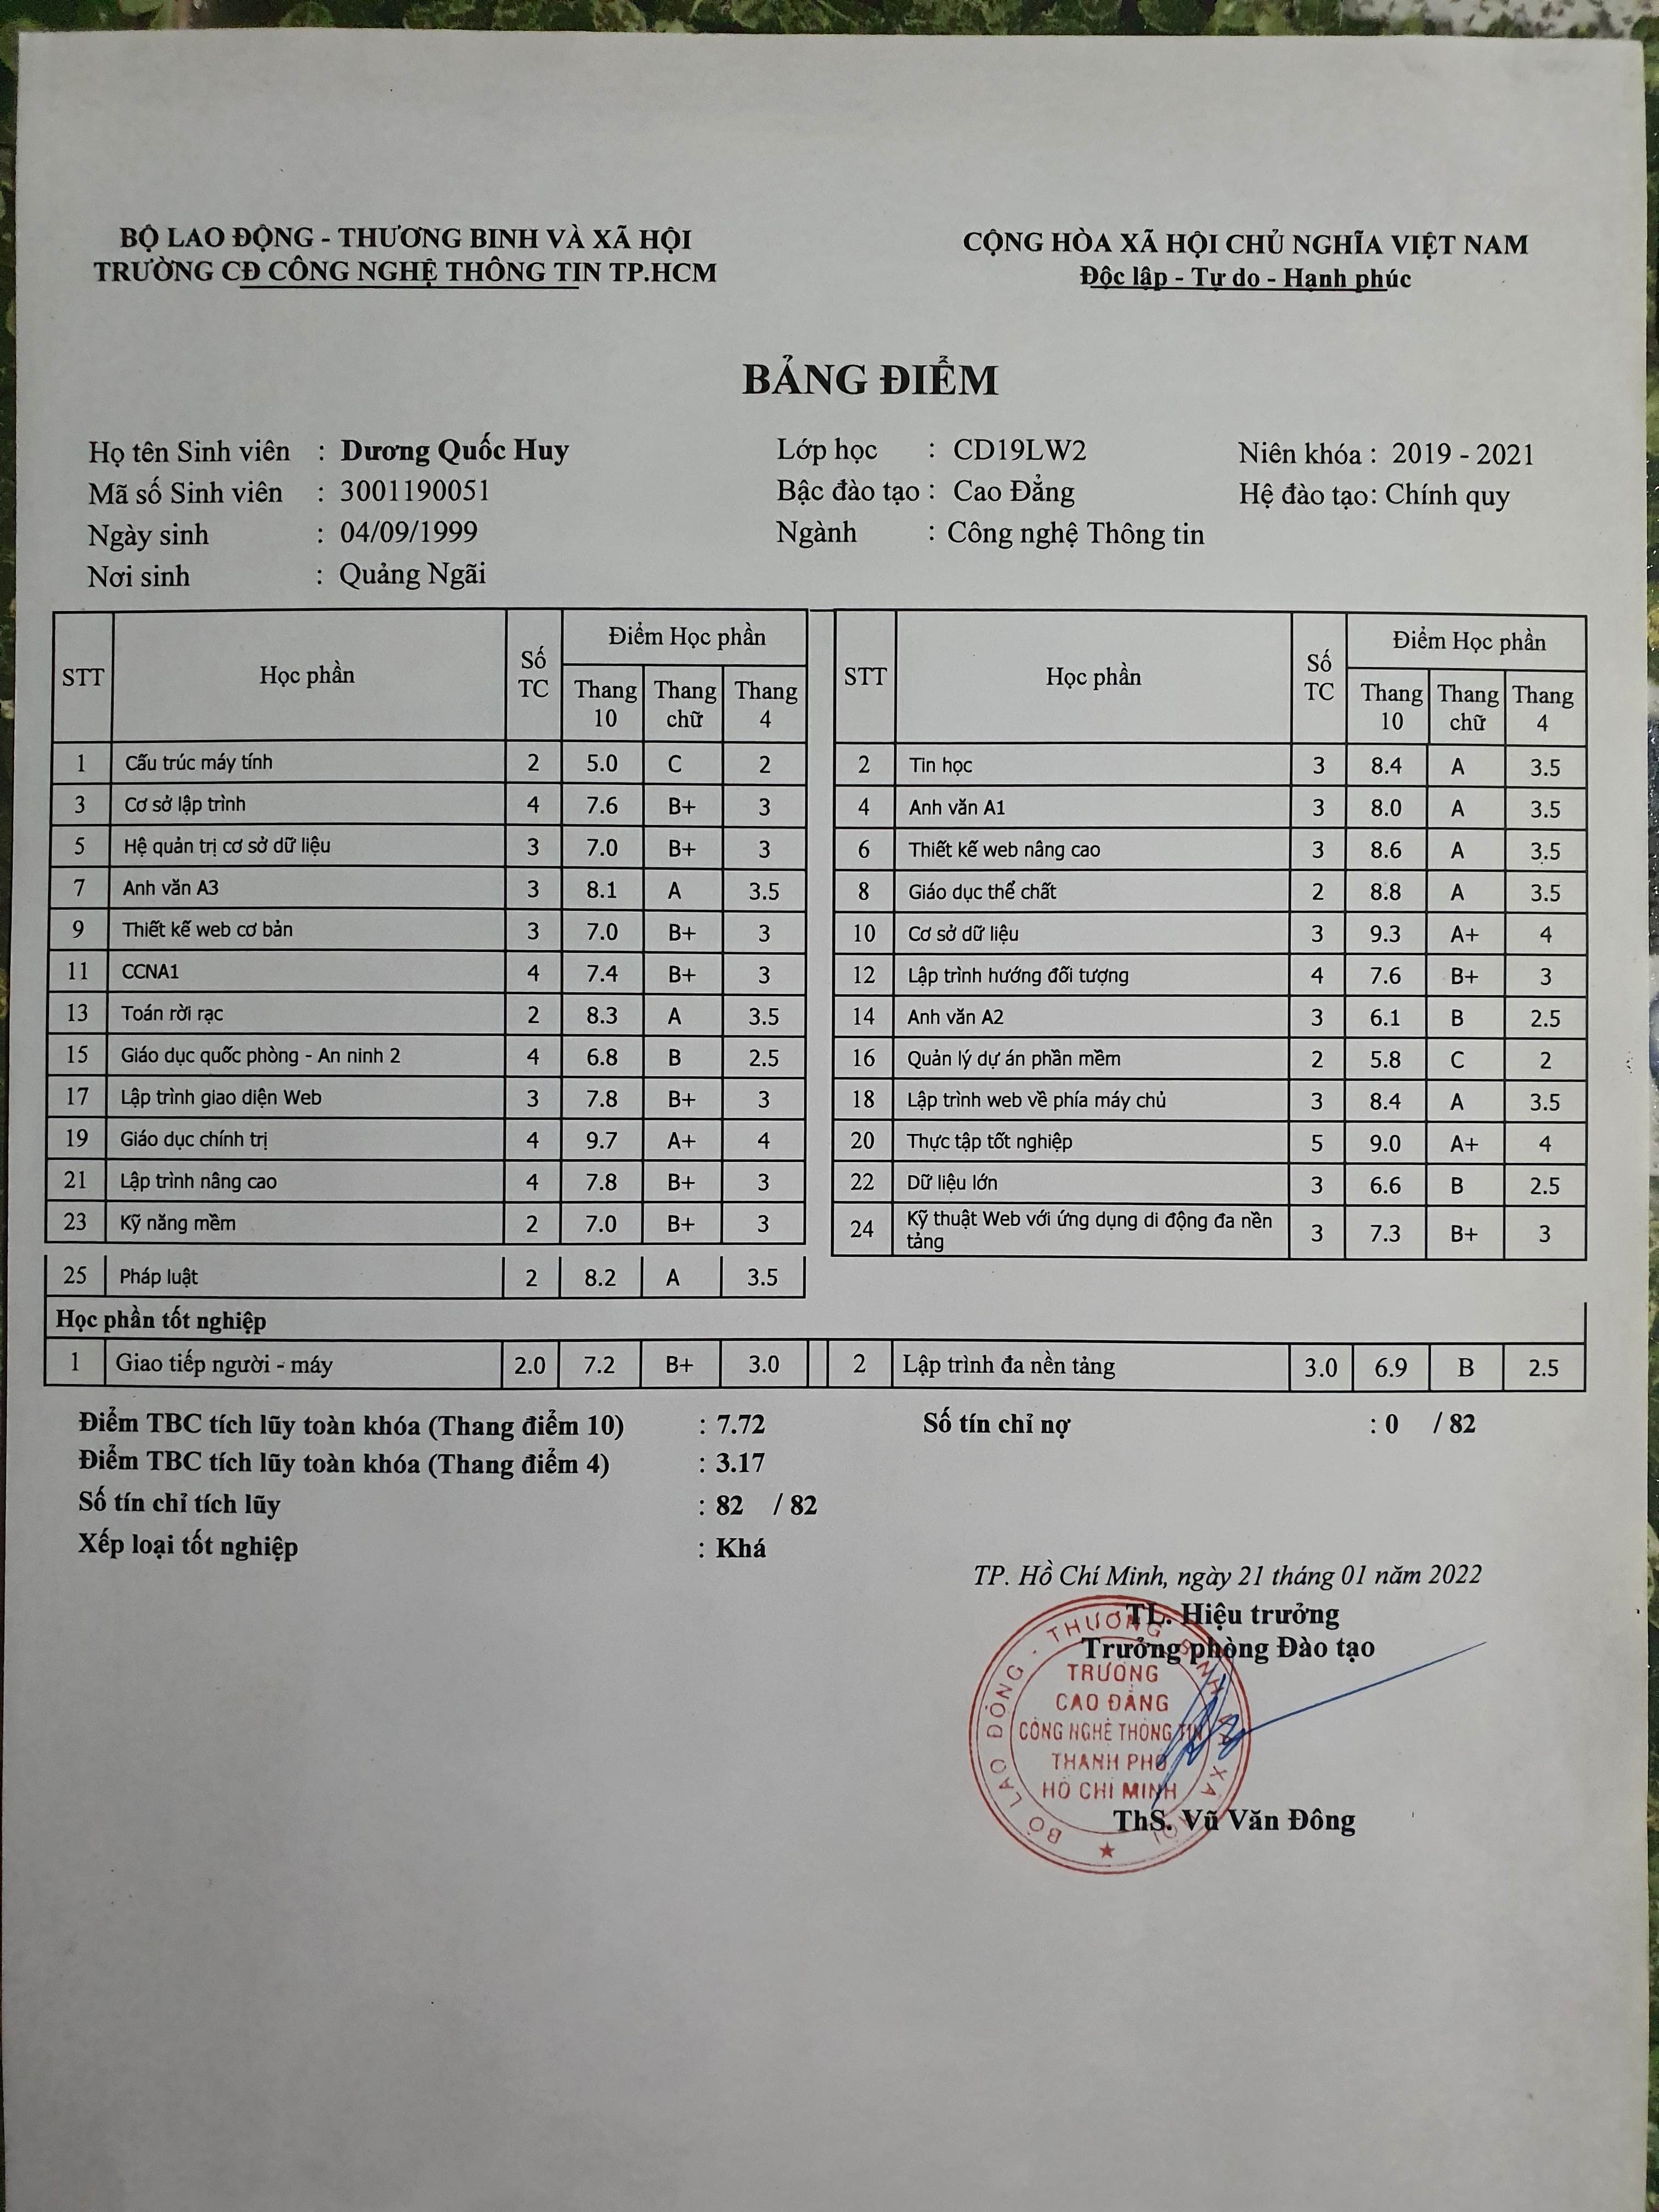 BỘ LAO ĐỘNG - THƯƠNG BINH VÀ XÃ HỘI
TRƯỜNG CĐ CÔNG NGHỆ THÔNG TIN TP.HCM
CỘNG HÒA XÃ HỘI CHỦ NGHĨA VIỆT NAM
Độc lập - Tự do - Hạnh phúc
BẢNG ĐIỂM
Họ tên Sinh viên : Dương Quốc Huy
Mã số Sinh viên : 3001190051
Ngày sinh : 04/09/1999
Nơi sinh : Quảng Ngãi
Lớp học : CD19LW2
Bậc đào tạo : Cao Đẳng
Ngành : Công nghệ Thông tin
Niên khóa : 2019 - 2021
Hệ đào tạo: Chính quy
STT Học phần Số TC Điểm Học phần Thang 10 Thang chữ Thang 4 STT Học phần Số TC Điểm Học phần Thang 10 Thang chữ Thang 4
1 Cấu trúc máy tính 2 5.0 C 2 2 Tin học 3 8.4 A 3.5
3 Cơ sở lập trình 4 7.6 B+ 3 4 Anh văn A1 3 8.0 A 3.5
5 Hệ quản trị cơ sở dữ liệu 3 7.0 B+ 3 6 Thiết kế web nâng cao 3 8.6 A 3.5
7 Anh văn A3 3 8.1 A 3.5 8 Giáo dục thể chất 2 8.8 A 3.5
9 Thiết kế web cơ bản 3 7.0 B+ 3 10 Cơ sở dữ liệu 3 9.3 A+ 4
11 CCNA1 4 7.4 B+ 3 12 Lập trình hướng đối tượng 4 7.6 B+ 3
13 Toán rời rạc 2 8.3 A 3.5 14 Anh văn A2 3 6.1 B 2.5
15 Giáo dục quốc phòng - An ninh 2 4 6.8 B 2.5 16 Quản lý dự án phần mềm 2 5.8 C 2
17 Lập trình giao diện Web 3 7.8 B+ 3 18 Lập trình web về phía máy chủ 3 8.4 A 3.5
19 Giáo dục chính trị 4 9.7 A+ 4 20 Thực tập tốt nghiệp 5 9.0 A+ 4
21 Lập trình nâng cao 4 7.8 B+ 3 22 Dữ liệu lớn 3 6.6 B 2.5
23 Kỹ năng mềm 2 7.0 B+ 3 24 Kỹ thuật Web với ứng dụng di động đa nền tảng 3 7.3 B+ 3
25 Pháp luật 2 8.2 A 3.5
Học phần tốt nghiệp
1 Giao tiếp người - máy 2.0 7.2 B+ 3.0 2 Lập trình đa nền tảng 3.0 6.9 B 2.5
Điểm TBC tích lũy toàn khóa (Thang điểm 10) : 7.72 Số tín chỉ nợ : 0 / 82
Điểm TBC tích lũy toàn khóa (Thang điểm 4) : 3.17
Số tín chỉ tích lũy : 82 / 82
Xếp loại tốt nghiệp : Khá
TP. Hồ Chí Minh, ngày 21 tháng 01 năm 2022
TL. Hiệu trưởng
Trưởng phòng Đào tạo
BỘ LAO ĐỘNG - THƯƠNG BINH VÀ XÃ HỘI
TRƯỜNG
CAO ĐẲNG
CÔNG NGHỆ THÔNG TIN
THÀNH PHỐ
HỒ CHÍ MINH
ThS. Vũ Văn Đông